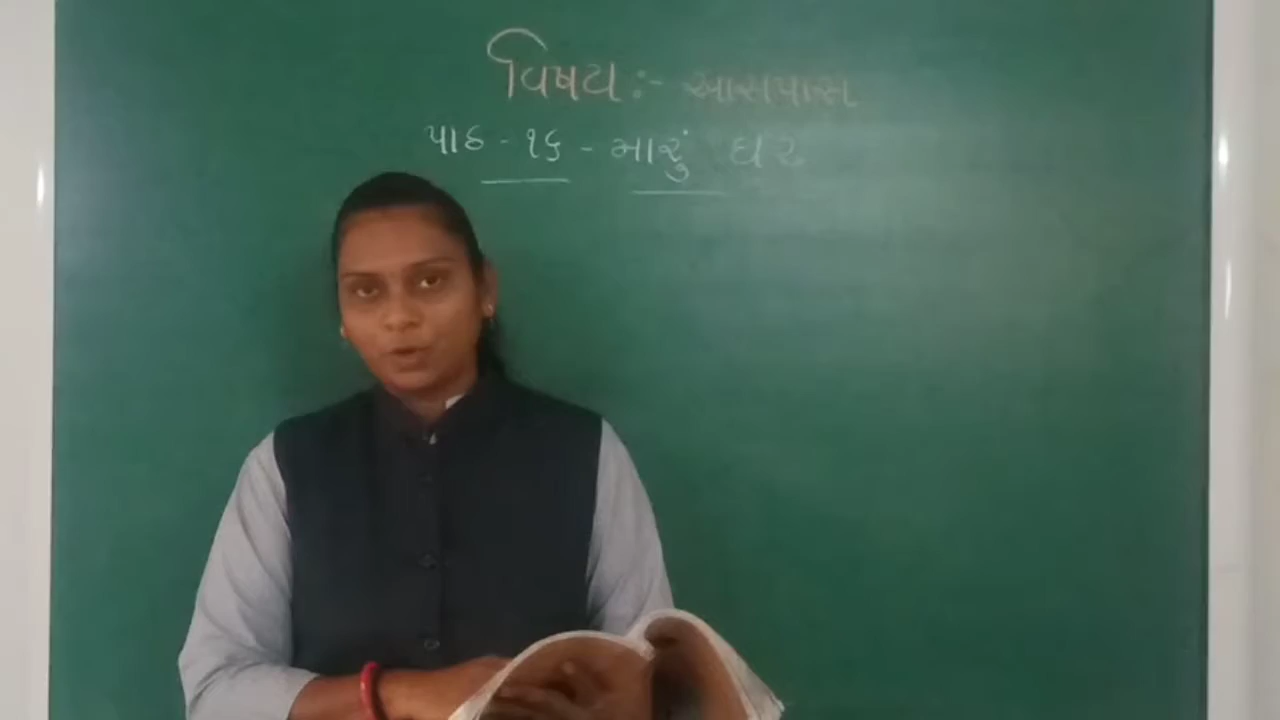 વિષય :- આસપાસ
પાઠ - ૧૬ - મારું ઘર